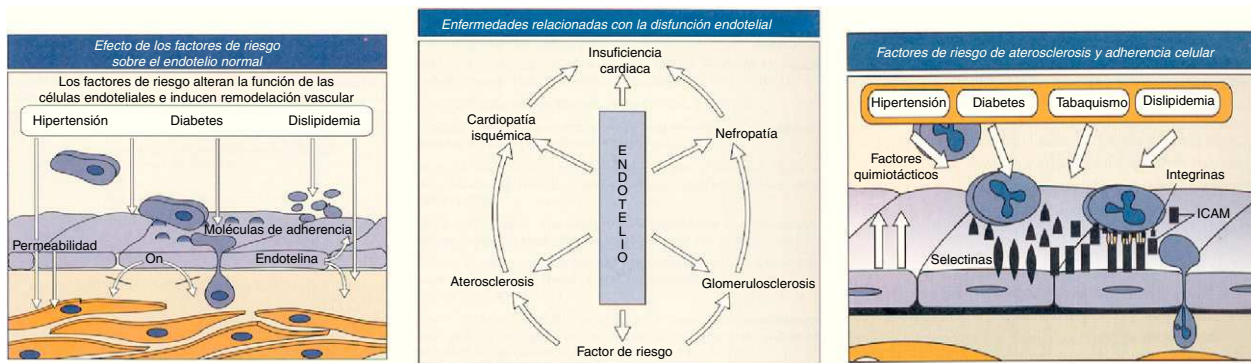 Efecto de los factores de riesgo
sobre el endotelio normal
Los factores de riesgo alteran la función de las
células endoteliales e inducen remodelación vascular
Hipertensión
Diabetes
Dislipidemia
Moléculas de adherencia
Permeabilidad
On
Endotelina
Enfermedades relacionadas con la disfunción endotelial
Insuficiencia
cardiaca
Cardiopatía
isquémica
Nefropatía
ENDOTELIO
Aterosclerosis
Glomerulosclerosis
Factor de riesgo
Factores de riesgo de aterosclerosis y adherencia celular
Hipertensión
Diabetes
Tabaquismo
Dislipidemia
Factores
quimiotácticos
Integrinas
ICAM
Selectinas